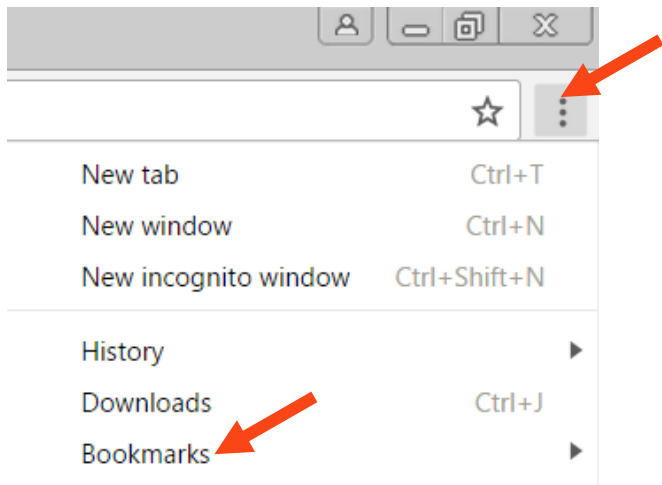 New tab Ctrl+T
New window Ctrl+N
New incognito window Ctrl+Shift+N
History
Downloads Ctrl+J
Bookmarks